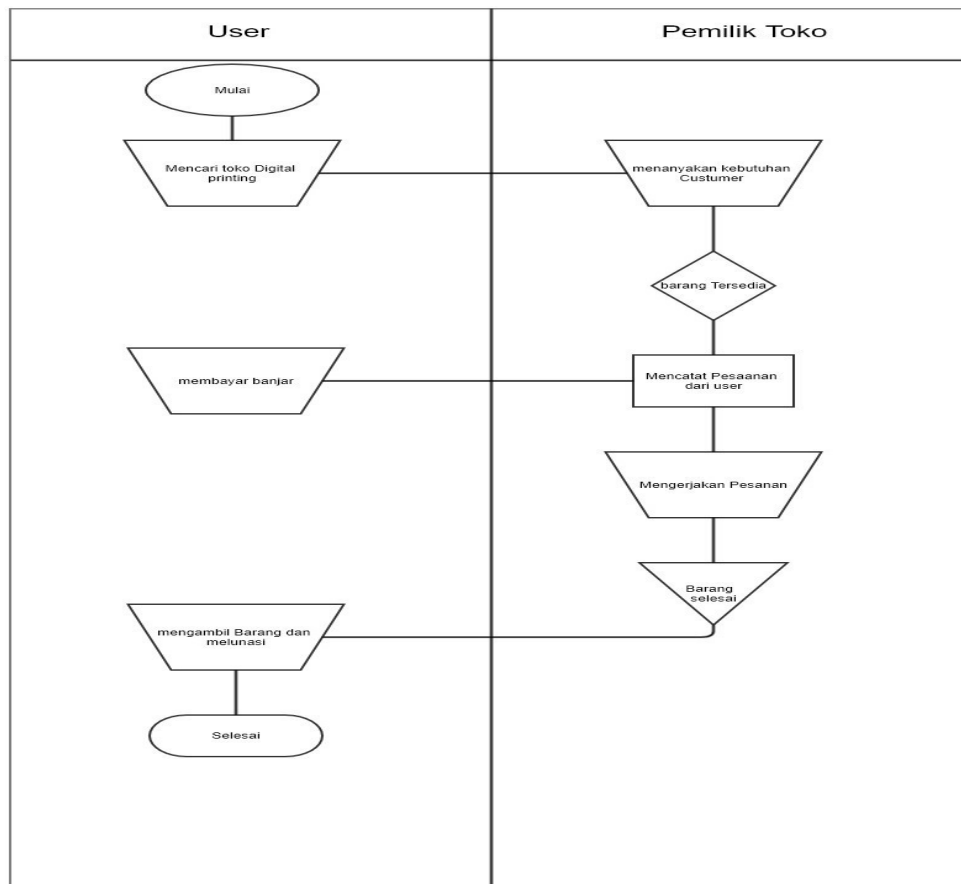 User
Pemilik Toko
Mulai
Mencari toko Digital
printing
menanyakan kebutuhan
Custumer
barang Tersedia
membayar banjar
Mencatat Pesaanan
dari user
Mengerjakan Pesanan
Barang
selesai
mengambil Barang dan
melunasi
Selesai